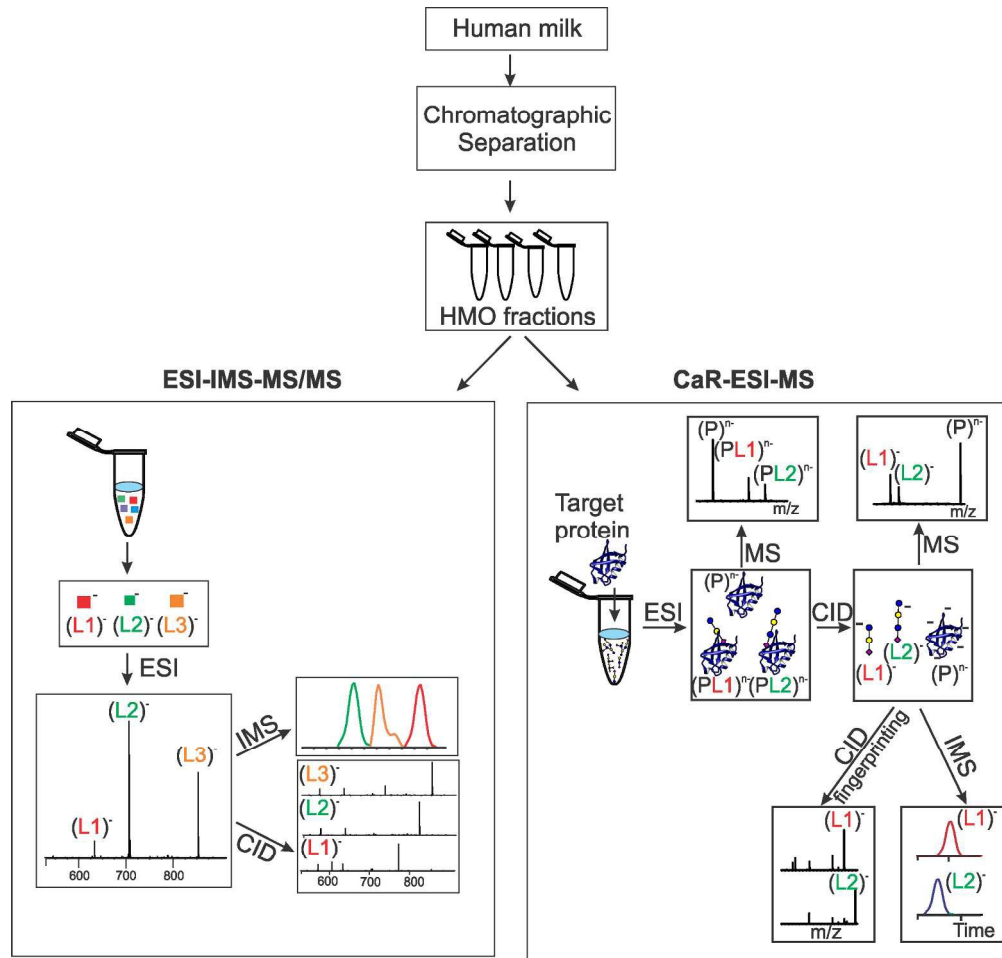 Human milk
Chromatographic
Separation
HMO fractions
ESI-IMS-MS/MS
(L1)⁻ (L2)⁻ (L3)⁻
ESI
(L2)⁻
(L3)⁻
(L1)⁻
600 700 800
IMS
CID
(L3)⁻
(L2)⁻
(L1)⁻
600 700 800
CaR-ESI-MS
Target
protein
ESI
(P)ⁿ⁻
(PL1)ⁿ⁻
(PL2)ⁿ⁻
m/z
MS
(P)ⁿ⁻
(PL1)ⁿ⁻ (PL2)ⁿ⁻
CID
(P)ⁿ⁻
(L1)⁻
(L2)⁻
m/z
MS
(L2)⁻
(L1)⁻
(P)ⁿ⁻
CID
fingerprinting
IMS
(L1)⁻
(L2)⁻
m/z
(L1)⁻
(L2)⁻
Time